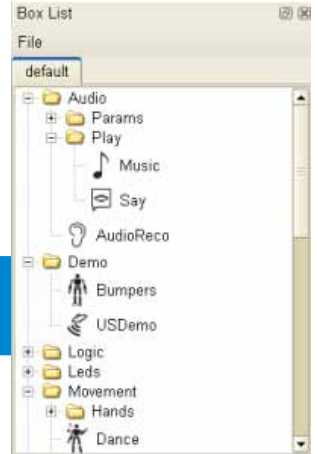 Box List
File
default
Audio
Params
Play
Music
Say
AudioReco
Demo
Bumpers
USDemo
Logic
Leds
Movement
Hands
Dance